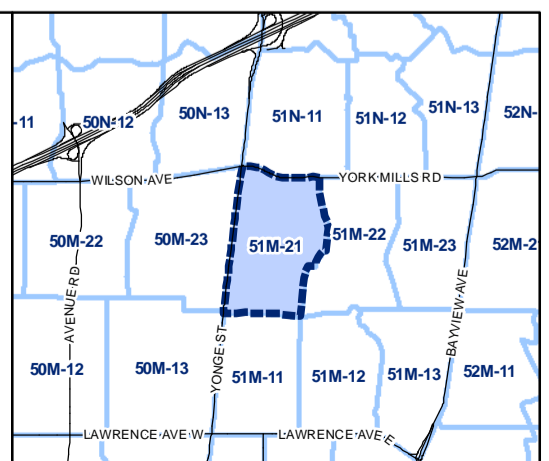 -11
50N-12
50N-13
51N-11
51N-12
51N-13
52N-
WILSON AVE
YORK MILLS RD
50M-22
50M-23
51M-21
51M-22
51M-23
52M-2
AVENUE RD
YONGE ST
BAYVIEW AVE
50M-12
50M-13
51M-11
51M-12
51M-13
52M-11
LAWRENCE AVE W
LAWRENCE AVE E